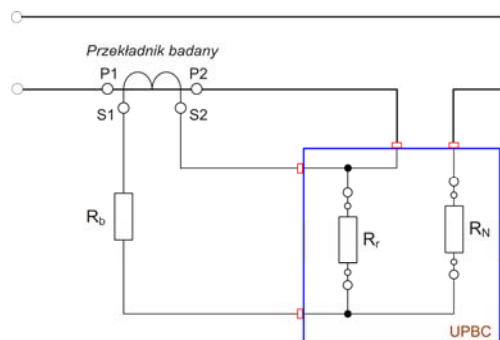 Przekładnik badany
P1 P2
S1 S2
Rb
Rr
RN
UPBC